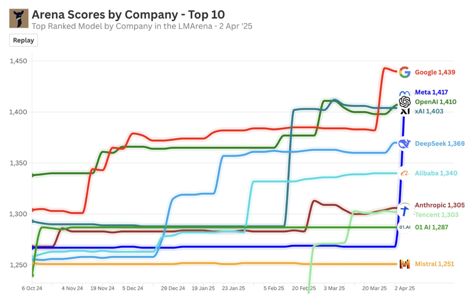 Arena Scores by Company - Top 10
Top Ranked Model by Company in the LMArena - 2 Apr '25
Replay
1,450
1,400
1,350
1,300
1,250
Google 1,439
Meta 1,417
OpenAI 1,410
xAI 1,403
DeepSeek 1,369
Alibaba 1,340
Anthropic 1,305
Tencent 1,303
01.AI
01 AI 1,287
Mistral 1,251
6 Oct 24
4 Nov 24
19 Nov 24
5 Dec 24
29 Dec 24
18 Jan 25
23 Jan 25
5 Feb 25
20 Feb 25
3 Mar 25
19 Mar 25
2 Apr 25